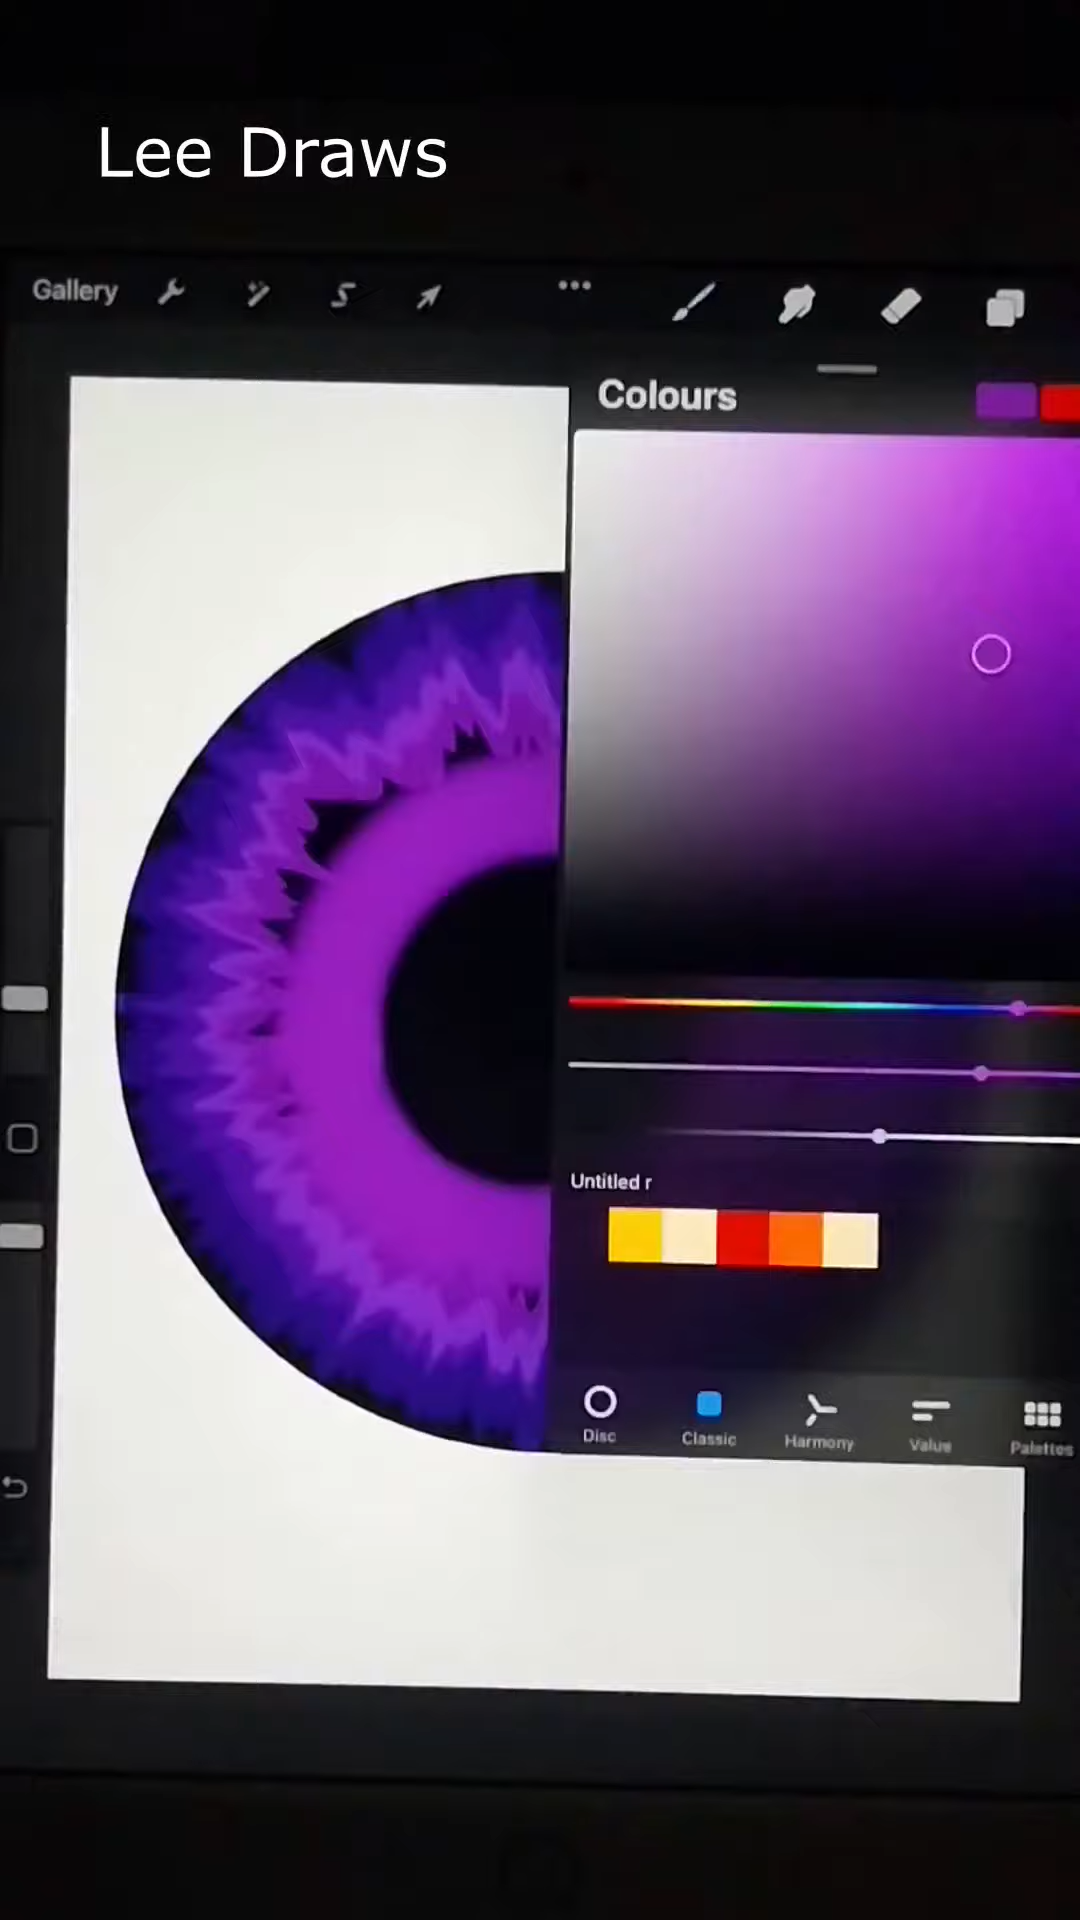 Lee Draws
Gallery
Colours
Untitled r
Disc
Classic
Harmony
Value
Palettes